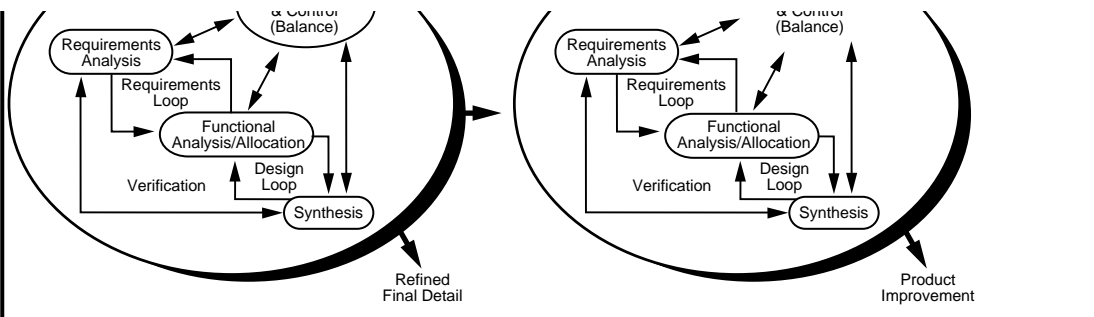 & Control
(Balance)
Requirements
Analysis
Requirements
Loop
Functional
Analysis/Allocation
Design
Loop
Verification
Synthesis
Refined
Final Detail
& Control
(Balance)
Requirements
Analysis
Requirements
Loop
Functional
Analysis/Allocation
Design
Loop
Verification
Synthesis
Product
Improvement